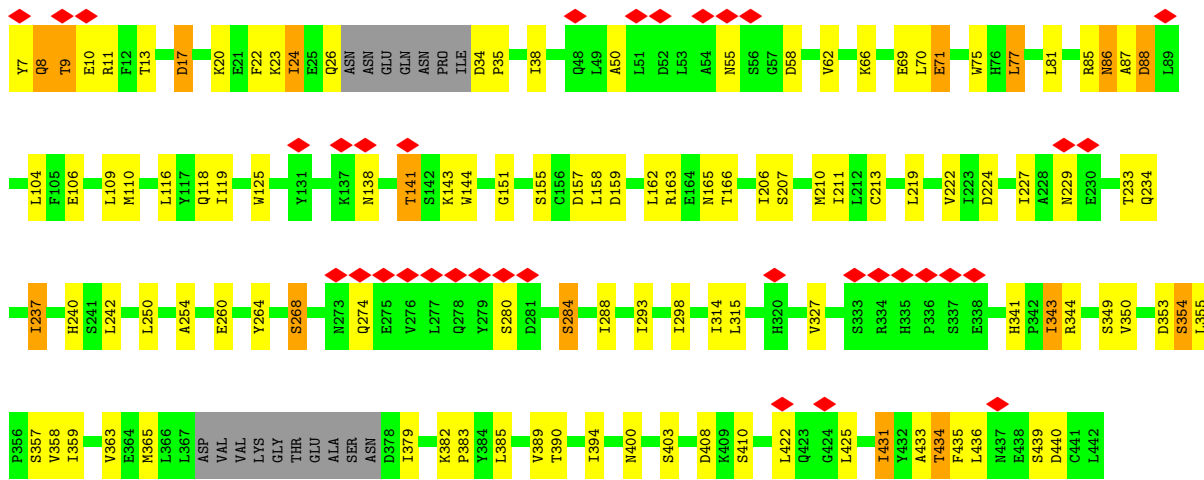 Y7 Q8 T9 E10 R11 F12 T13 D17 K20 E21 F22 K23 I24 E25 Q26 ASN ASN GLU GLN ASN PRO ILE D34 P35 I38 Q48 L49 A50 L51 D52 L53 A54 N55 S56 G57 D58 V62 K66 E69 L70 E71 W75 H76 L77 L81 R85 N86 A87 D88 L89
L104 F105 E106 L109 M110 L116 Y117 Q118 I119 W125 Y131 K137 N138 T141 S142 K143 W144 G151 S155 C156 D157 L158 D159 L162 R163 E164 N165 T166 I206 S207 M210 I211 L212 C213 L219 V222 I223 D224 I227 A228 N229 E230 T233 Q234
I237 H240 S241 L242 L250 A254 E260 Y264 S268 N273 Q274 E275 V276 L277 Q278 Y279 S280 D281 S284 I288 I293 I298 I314 L315 H320 V327 S333 R334 H335 P336 S337 E338 H341 P342 I343 R344 S349 V350 D353 S354 L355
P356 S357 V358 I359 V363 E364 M365 L366 L367 ASP VAL VAL LYS GLY THR GLU ALA SER ASN D378 I379 K382 P383 Y384 L385 V389 T390 I394 N400 S403 D408 K409 S410 L422 Q423 G424 L425 I431 Y432 A433 T434 F435 L436 N437 E438 S439 D440 C441 L442